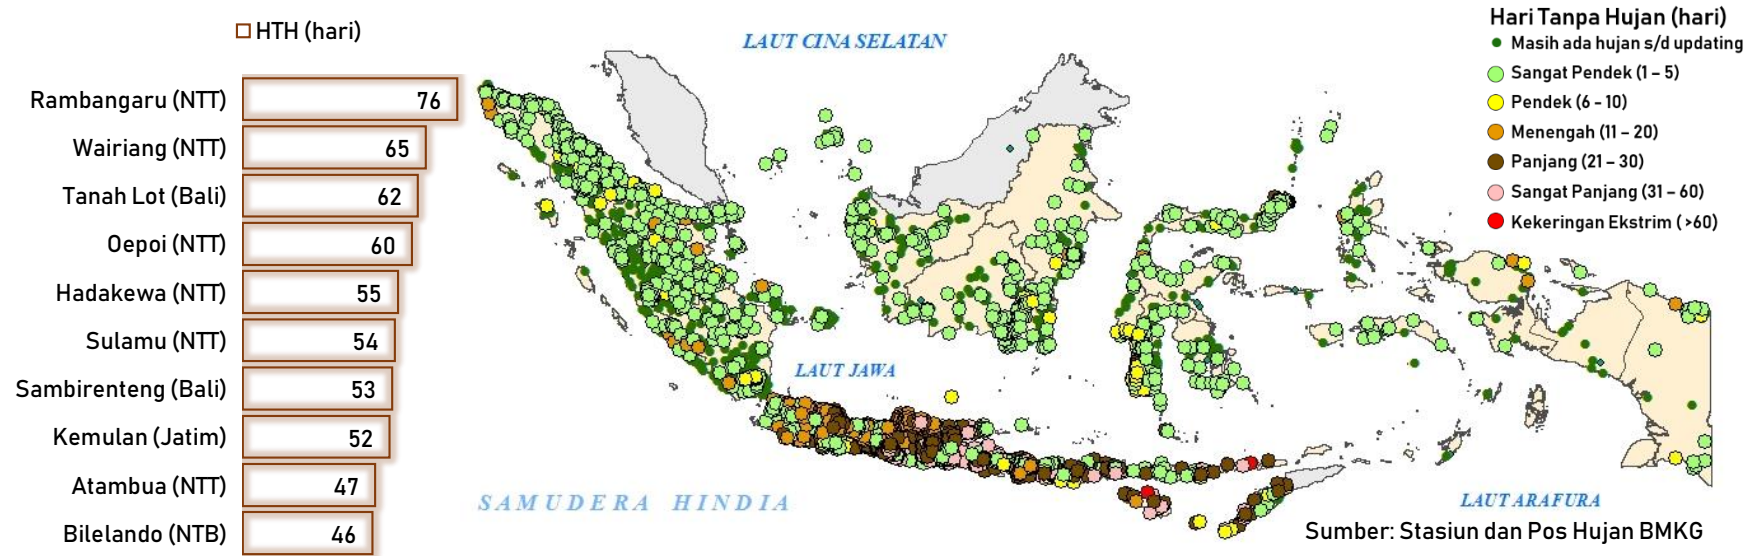 HTH (hari)
Rambangaru (NTT) 76
Wairiang (NTT) 65
Tanah Lot (Bali) 62
Oepoi (NTT) 60
Hadakewa (NTT) 55
Sulamu (NTT) 54
Sambirenteng (Bali) 53
Kemulan (Jatim) 52
Atambua (NTT) 47
Bilelando (NTB) 46
LAUT CINA SELATAN
LAUT JAWA
SAMUDERA HINDIA
LAUT ARAFURA
Hari Tanpa Hujan (hari)
Masih ada hujan s/d updating
Sangat Pendek (1 – 5)
Pendek (6 - 10)
Menengah (11 – 20)
Panjang (21 – 30)
Sangat Panjang (31 – 60)
Kekeringan Ekstrim (>60)
Sumber: Stasiun dan Pos Hujan BMKG